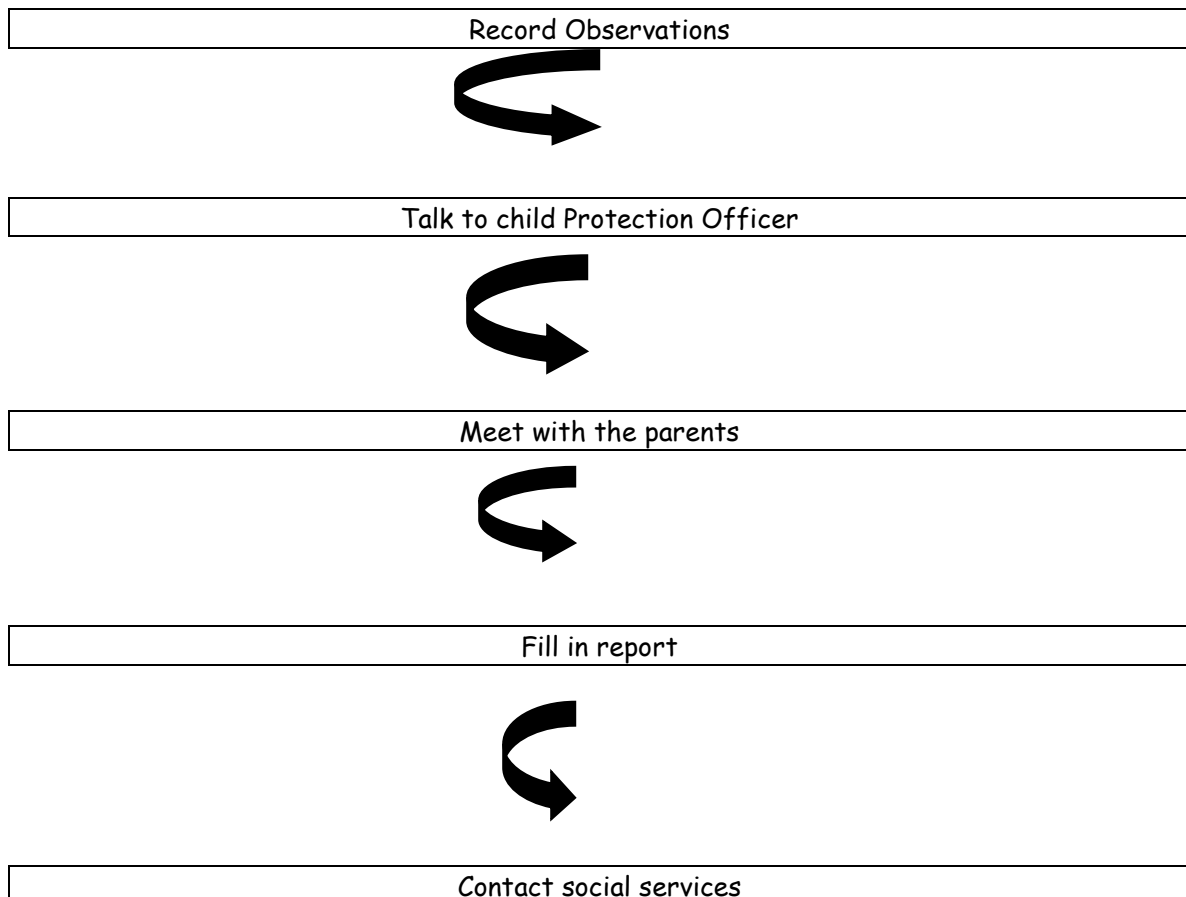 Record Observations
Talk to child Protection Officer
Meet with the parents
Fill in report
Contact social services